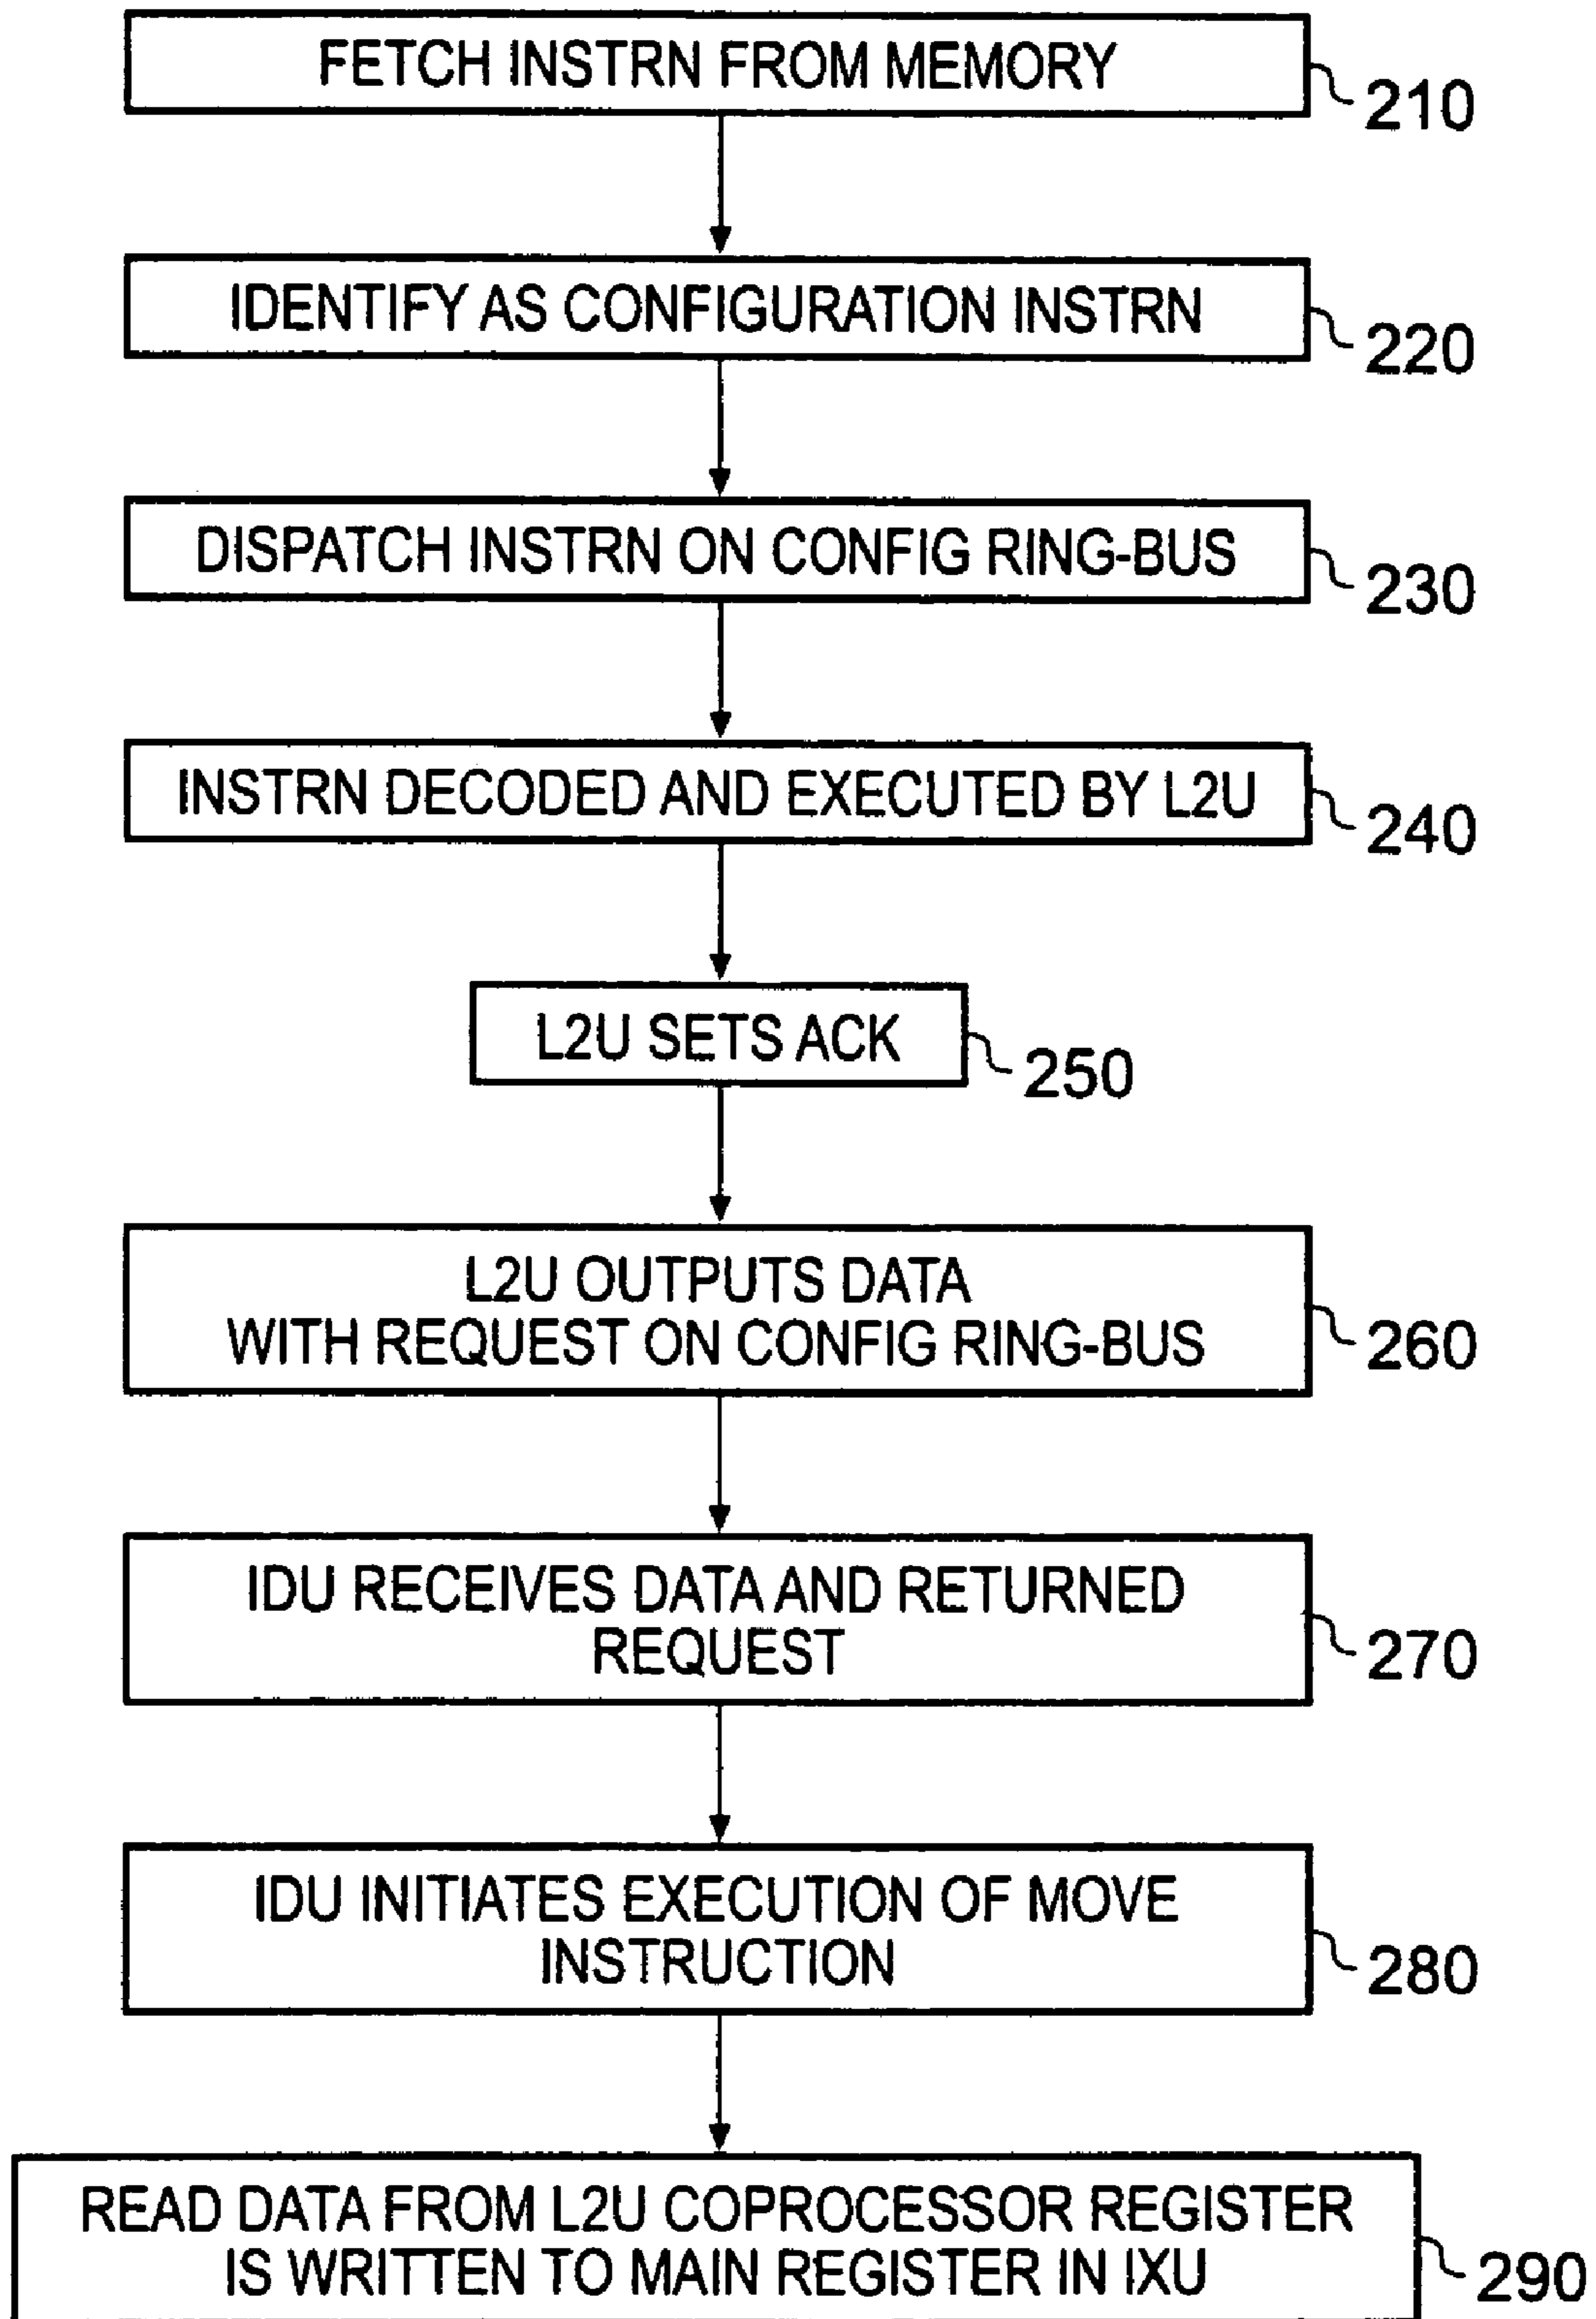 FETCH INSTRN FROM MEMORY
210
IDENTIFY AS CONFIGURATION INSTRN
220
DISPATCH INSTRN ON CONFIG RING-BUS
230
INSTRN DECODED AND EXECUTED BY L2U
240
L2U SETS ACK
250
L2U OUTPUTS DATA
WITH REQUEST ON CONFIG RING-BUS
260
IDU RECEIVES DATA AND RETURNED
REQUEST
270
IDU INITIATES EXECUTION OF MOVE
INSTRUCTION
280
READ DATA FROM L2U COPROCESSOR REGISTER
IS WRITTEN TO MAIN REGISTER IN IXU
290